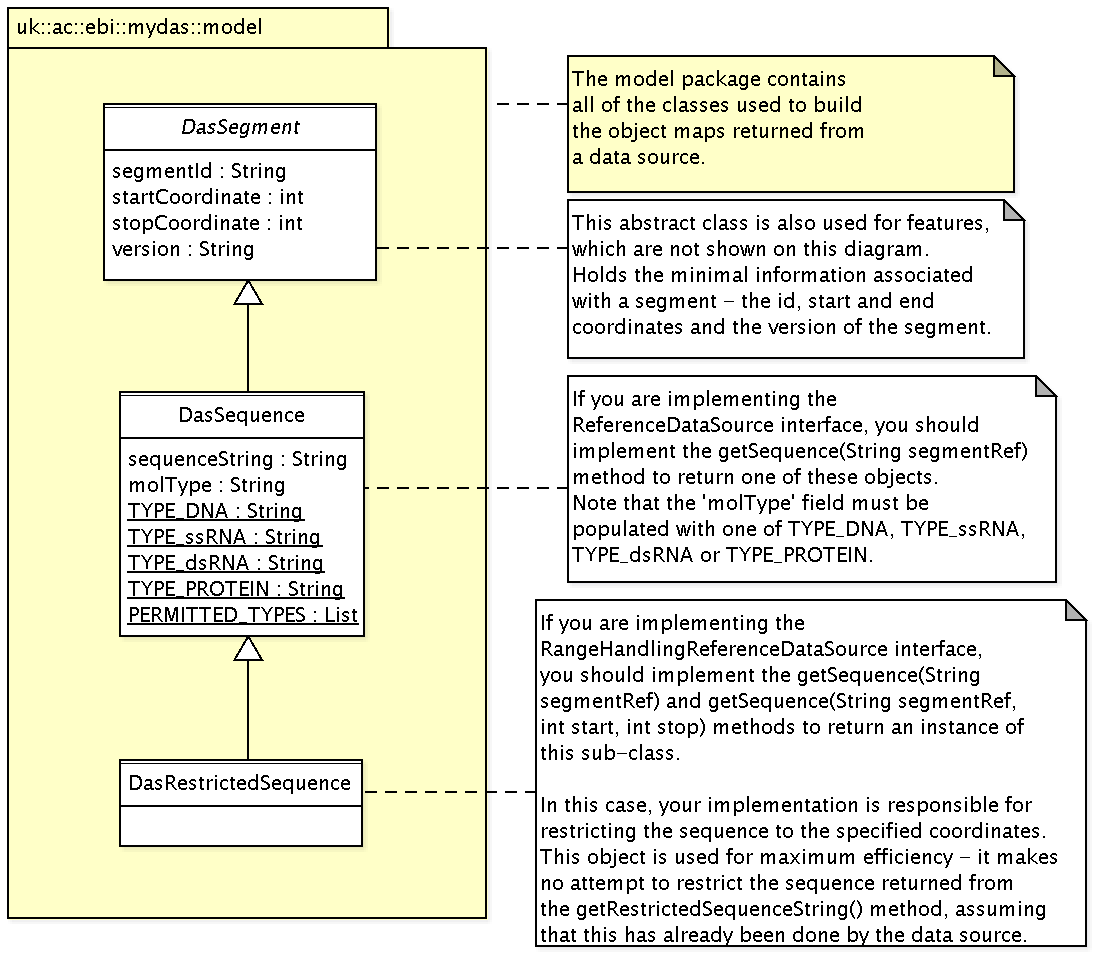 uk::ac::ebi::mydas::model
DasSegment
segmentId : String
startCoordinate : int
stopCoordinate : int
version : String
DasSequence
sequenceString : String
molType : String
TYPE_DNA : String
TYPE_ssRNA : String
TYPE_dsRNA : String
TYPE_PROTEIN : String
PERMITTED_TYPES : List
DasRestrictedSequence
The model package contains
all of the classes used to build
the object maps returned from
a data source.
This abstract class is also used for features,
which are not shown on this diagram.
Holds the minimal information associated
with a segment – the id, start and end
coordinates and the version of the segment.
If you are implementing the
ReferenceDataSource interface, you should
implement the getSequence(String segmentRef)
method to return one of these objects.
Note that the 'molType' field must be
populated with one of TYPE_DNA, TYPE_ssRNA,
TYPE_dsRNA or TYPE_PROTEIN.
If you are implementing the
RangeHandlingReferenceDataSource interface,
you should implement the getSequence(String
segmentRef) and getSequence(String segmentRef,
int start, int stop) methods to return an instance of
this sub–class.
In this case, your implementation is responsible for
restricting the sequence to the specified coordinates.
This object is used for maximum efficiency – it makes
no attempt to restrict the sequence returned from
the getRestrictedSequenceString() method, assuming
that this has already been done by the data source.